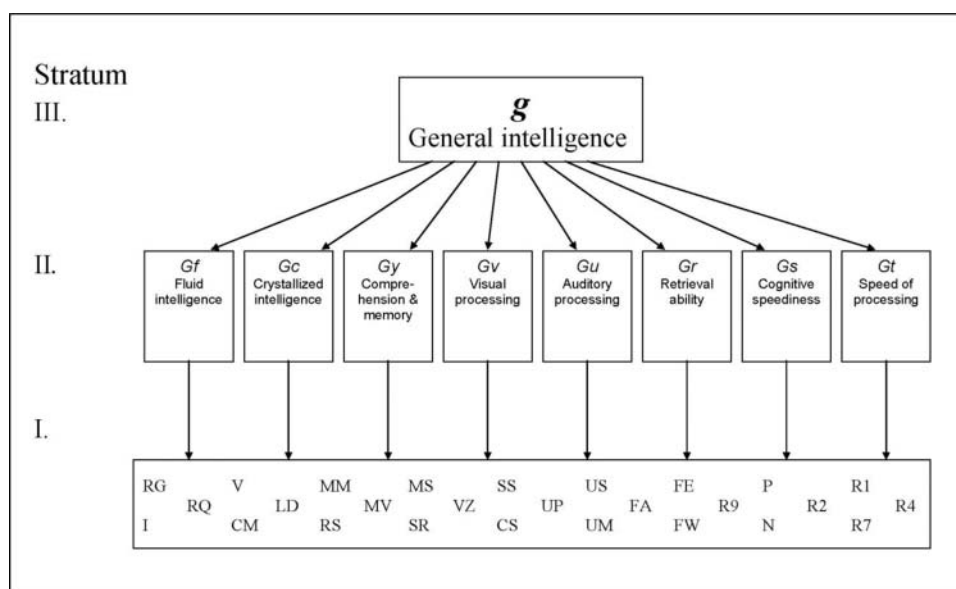 Stratum
III.
g
General intelligence
II.
Gf
Fluid
intelligence
Gc
Crystallized
intelligence
Gy
Compre-
hension &
memory
Gv
Visual
processing
Gu
Auditory
processing
Gr
Retrieval
ability
Gs
Cognitive
speediness
Gt
Speed of
processing
I.
RG V MM MS SS US FE P R1
RQ LD MV VZ UP FA R9 R2 R4
I CM RS SR CS UM FW N R7